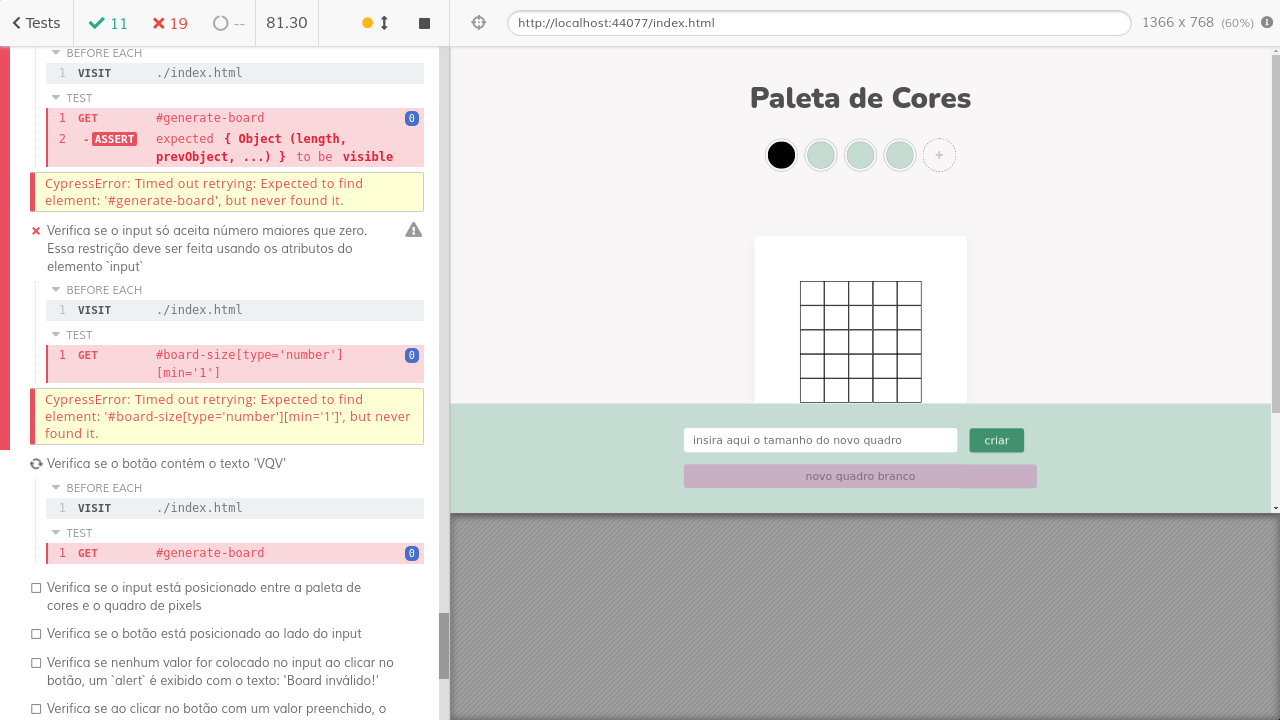 Tests
11
19
--
81.30
http://localhost:44077/index.html
1366 x 768 (60%)
BEFORE EACH
1 VISIT ./index.html
TEST
1 GET #generate-board 0
2 -ASSERT expected { Object (length,
prevObject, ...) } to be visible
CypressError: Timed out retrying: Expected to find
element: '#generate-board', but never found it.
Verifica se o input só aceita número maiores que zero.
Essa restrição deve ser feita usando os atributos do
elemento `input`
BEFORE EACH
1 VISIT ./index.html
TEST
1 GET #board-size[type='number'] 0
[min='1']
CypressError: Timed out retrying: Expected to find
element: '#board-size[type='number'][min='1']', but never
found it.
Verifica se o botão contém o texto 'VQV'
BEFORE EACH
1 VISIT ./index.html
TEST
1 GET #generate-board 0
Verifica se o input está posicionado entre a paleta de
cores e o quadro de pixels
Verifica se o botão está posicionado ao lado do input
Verifica se nenhum valor for colocado no input ao clicar no
botão, um `alert` é exibido com o texto: 'Board inválido!'
Verifica se ao clicar no botão com um valor preenchido, o
Paleta de Cores
+
insira aqui o tamanho do novo quadro
criar
novo quadro branco